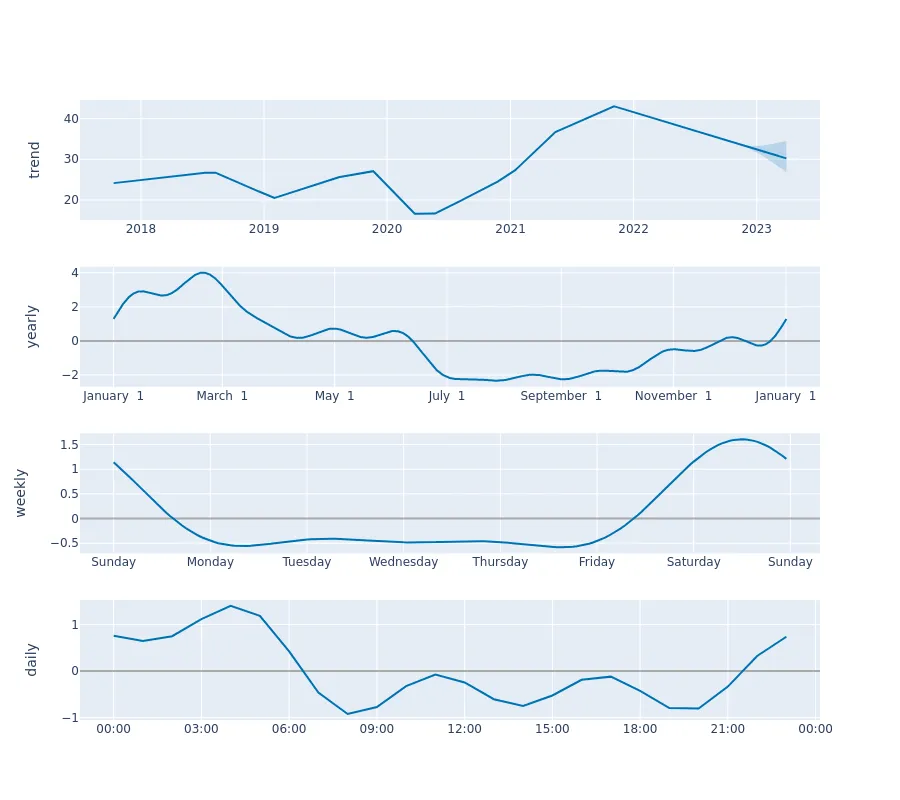 trend
40
30
20
2018 2019 2020 2021 2022 2023
yearly
4
2
0
−2
January 1 March 1 May 1 July 1 September 1 November 1 January 1
weekly
1.5
1
0.5
0
−0.5
Sunday Monday Tuesday Wednesday Thursday Friday Saturday Sunday
daily
1
0
−1
00:00 03:00 06:00 09:00 12:00 15:00 18:00 21:00 00:00